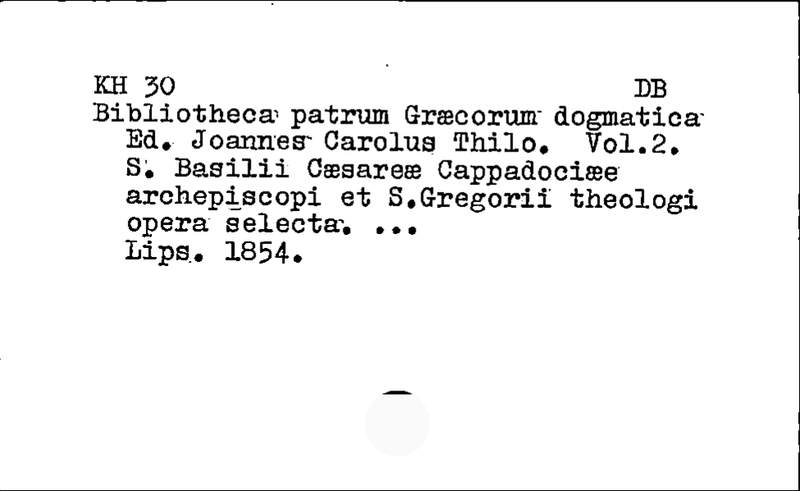 KH 30 DB
Bibliotheca patrum Græcorum dogmatica
Ed. Joannes Carolus Thilo. Vol.2.
S. Basilii Cæsareæ Cappadociæe
archepiscopi et S.Gregorii theologi
opera selecta. ...
Lips. 1854.